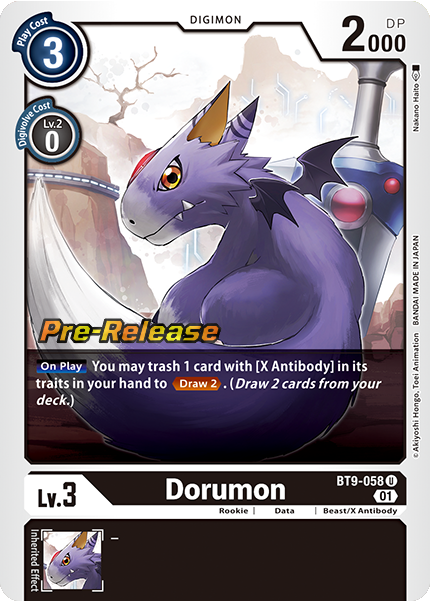 DIGIMON
Play Cost
3
DP
2000
Digivolve Cost
Lv.2
0
Nakano Haito
Pre-Release
On Play You may trash 1 card with [X Antibody] in its
traits in your hand to Draw 2. (Draw 2 cards from your
deck.)
© Akiyoshi Hongo, Toei Animation BANDAI MADE IN JAPAN
Lv.3
Dorumon
BT9-058 U
01
Rookie | Data | Beast/X Antibody
Inherited Effect
–